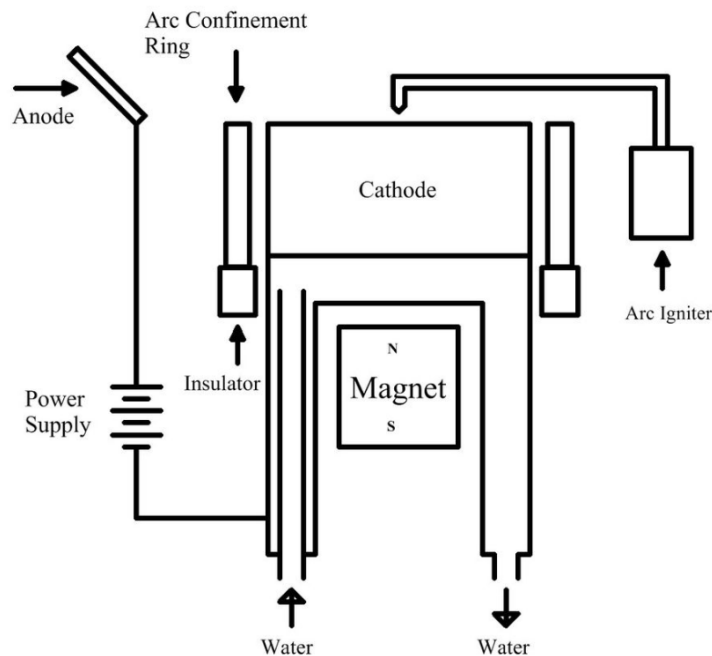 Arc Confinement
Ring
Anode
Cathode
Arc Igniter
Insulator
N
Magnet
S
Power
Supply
Water
Water